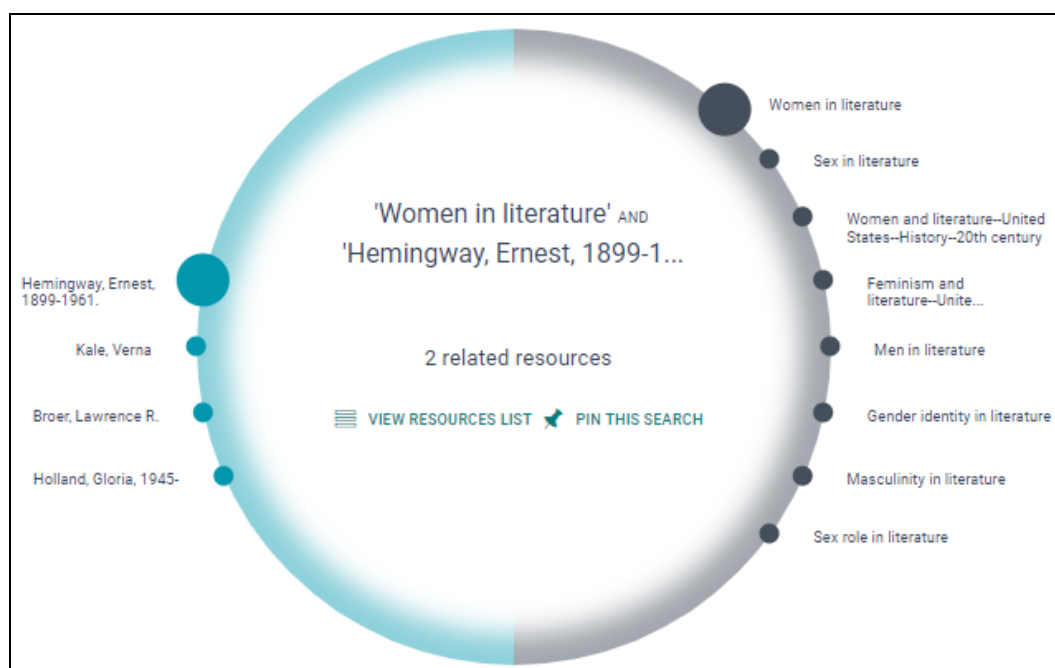 'Women in literature' AND
'Hemingway, Ernest, 1899-1...
2 related resources
VIEW RESOURCES LIST PIN THIS SEARCH
Hemingway, Ernest,
1899-1961.
Kale, Verna
Broer, Lawrence R.
Holland, Gloria, 1945-
Women in literature
Sex in literature
Women and literature--United
States--History--20th century
Feminism and
literature--Unite...
Men in literature
Gender identity in literature
Masculinity in literature
Sex role in literature